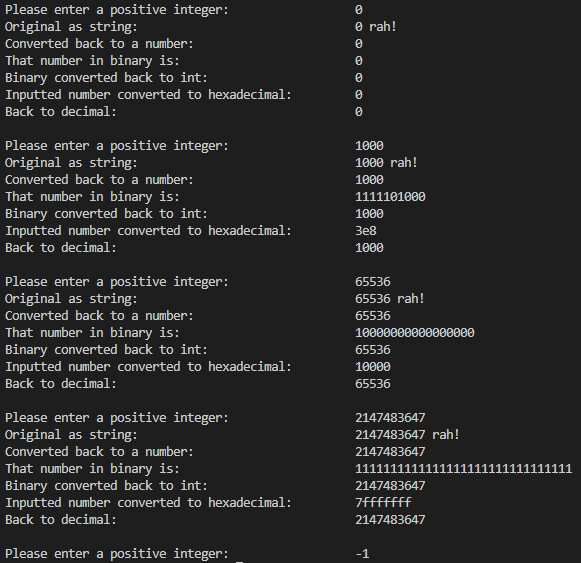 Please enter a positive integer: 0
Original as string: 0 rah!
Converted back to a number: 0
That number in binary is: 0
Binary converted back to int: 0
Inputted number converted to hexadecimal: 0
Back to decimal: 0
Please enter a positive integer: 1000
Original as string: 1000 rah!
Converted back to a number: 1000
That number in binary is: 1111101000
Binary converted back to int: 1000
Inputted number converted to hexadecimal: 3e8
Back to decimal: 1000
Please enter a positive integer: 65536
Original as string: 65536 rah!
Converted back to a number: 65536
That number in binary is: 10000000000000000
Binary converted back to int: 65536
Inputted number converted to hexadecimal: 10000
Back to decimal: 65536
Please enter a positive integer: 2147483647
Original as string: 2147483647 rah!
Converted back to a number: 2147483647
That number in binary is: 1111111111111111111111111111111
Binary converted back to int: 2147483647
Inputted number converted to hexadecimal: 7fffffff
Back to decimal: 2147483647
Please enter a positive integer: -1